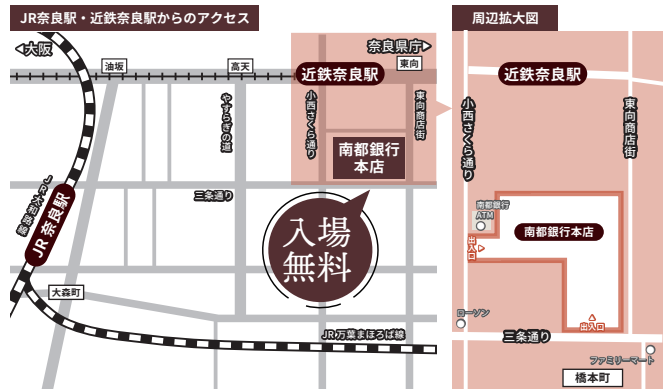 JR奈良駅・近鉄奈良駅からのアクセス
大阪
奈良県庁
油坂
高天
東向
近鉄奈良駅
やすらぎの道
小西さくら通り
東向商店街
南都銀行
本店
三条通り
JR大和路線
JR奈良駅
入場
無料
大森町
JR万葉まほろば線
周辺拡大図
近鉄奈良駅
小西さくら通り
東向商店街
南都銀行
ATM
南都銀行本店
出入口
出入口
ローソン
三条通り
ファミリーマート
橋本町